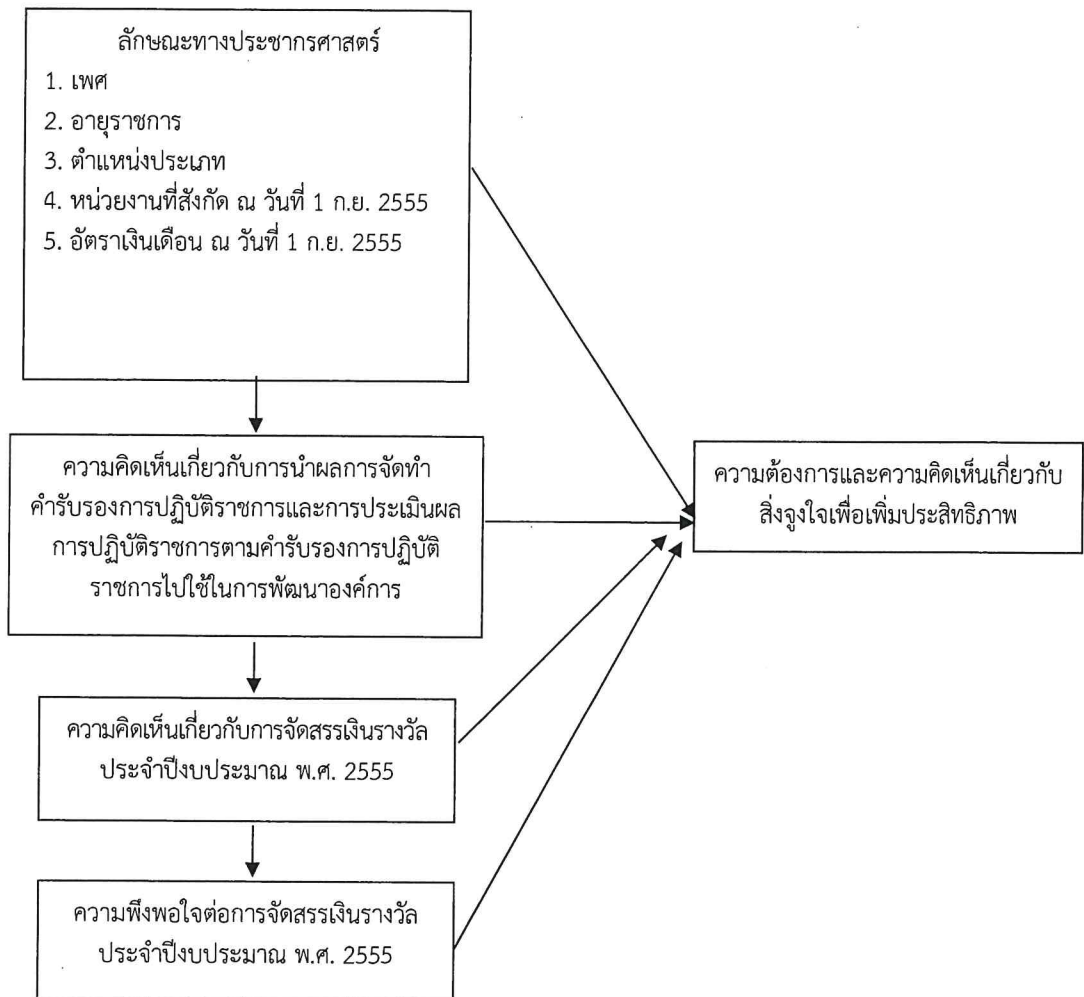 ลักษณะทางประชากรศาสตร์
1. เพศ
2. อายุราชการ
3. ตำแหน่งประเภท
4. หน่วยงานที่สังกัด ณ วันที่ 1 ก.ย. 2555
5. อัตราเงินเดือน ณ วันที่ 1 ก.ย. 2555
ความคิดเห็นเกี่ยวกับการนำผลการจัดทำ
คำรับรองการปฏิบัติราชการและการประเมินผล
การปฏิบัติราชการตามคำรับรองการปฏิบัติ
ราชการไปใช้ในการพัฒนาองค์การ
ความต้องการและความคิดเห็นเกี่ยวกับ
สิ่งจูงใจเพื่อเพิ่มประสิทธิภาพ
ความคิดเห็นเกี่ยวกับการจัดสรรเงินรางวัล
ประจำปีงบประมาณ พ.ศ. 2555
ความพึงพอใจต่อการจัดสรรเงินรางวัล
ประจำปีงบประมาณ พ.ศ. 2555